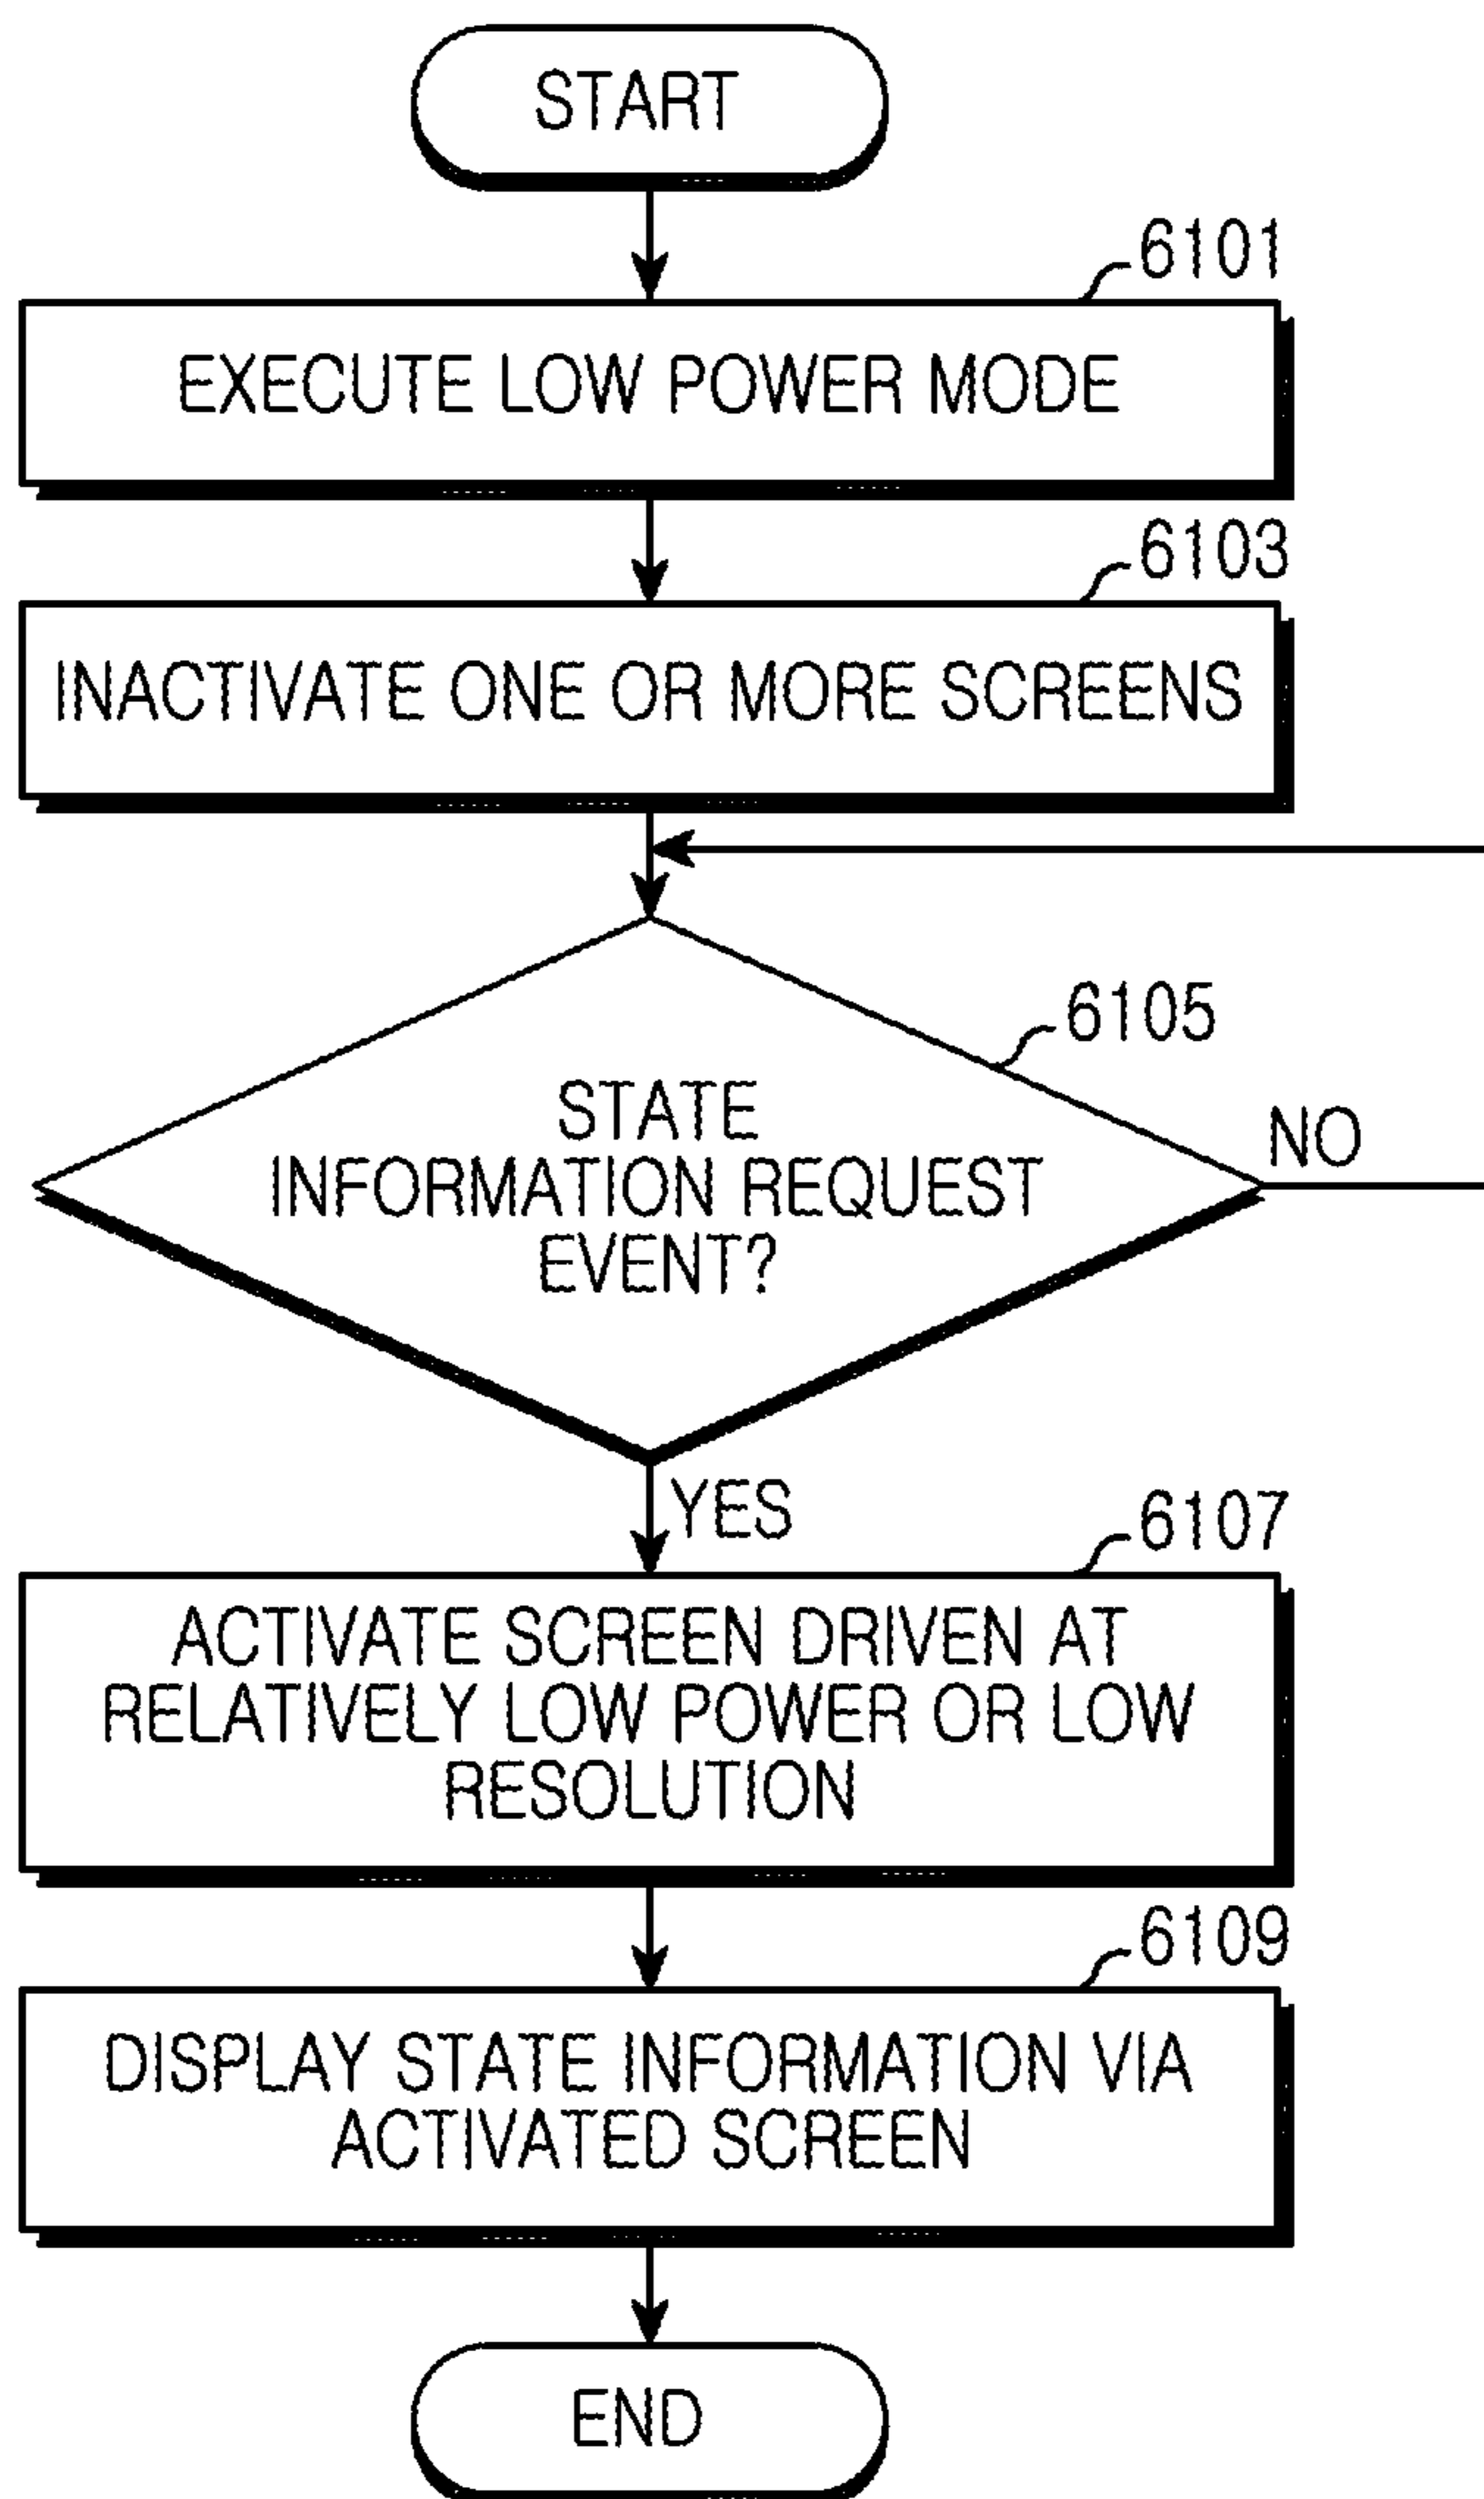 START
6101
EXECUTE LOW POWER MODE
6103
INACTIVATE ONE OR MORE SCREENS
6105
STATE
INFORMATION REQUEST
EVENT?
NO
YES
6107
ACTIVATE SCREEN DRIVEN AT
RELATIVELY LOW POWER OR LOW
RESOLUTION
6109
DISPLAY STATE INFORMATION VIA
ACTIVATED SCREEN
END